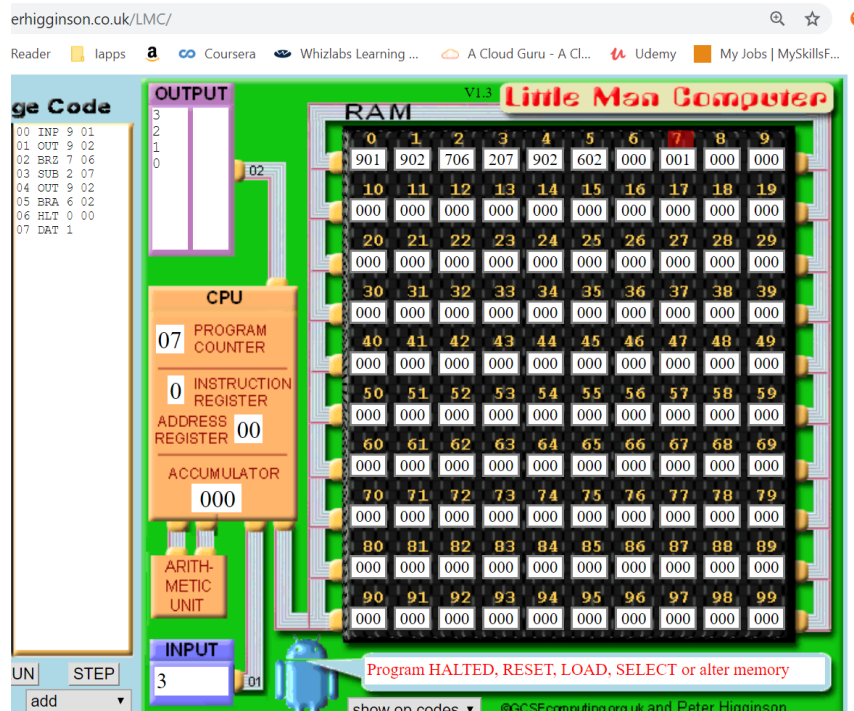 erhigginson.co.uk/LMC/
Reader lapps a Coursera Whizlabs Learning ... A Cloud Guru - A Cl... Udemy My Jobs | MySkillsF...
ge Code
00 INP 9 01
01 OUT 9 02
02 BRZ 7 06
03 SUB 2 07
04 OUT 9 02
05 BRA 6 02
06 HLT 0 00
07 DAT 1
OUTPUT
3
2
1
0
02
V1.3 Little Man Computer
RAM
0 1 2 3 4 5 6 7 8 9
901 902 706 207 902 602 000 001 000 000
10 11 12 13 14 15 16 17 18 19
000 000 000 000 000 000 000 000 000 000
20 21 22 23 24 25 26 27 28 29
000 000 000 000 000 000 000 000 000 000
30 31 32 33 34 35 36 37 38 39
000 000 000 000 000 000 000 000 000 000
40 41 42 43 44 45 46 47 48 49
000 000 000 000 000 000 000 000 000 000
50 51 52 53 54 55 56 57 58 59
000 000 000 000 000 000 000 000 000 000
60 61 62 63 64 65 66 67 68 69
000 000 000 000 000 000 000 000 000 000
70 71 72 73 74 75 76 77 78 79
000 000 000 000 000 000 000 000 000 000
80 81 82 83 84 85 86 87 88 89
000 000 000 000 000 000 000 000 000 000
90 91 92 93 94 95 96 97 98 99
000 000 000 000 000 000 000 000 000 000
CPU
07 PROGRAM
COUNTER
0 INSTRUCTION
REGISTER
ADDRESS
REGISTER 00
ACCUMULATOR
000
ARITH-
METIC
UNIT
INPUT
3
01
Program HALTED, RESET, LOAD, SELECT or alter memory
UN STEP
add
show op codes
©GCSEcomputing.org.uk and Peter Higginson